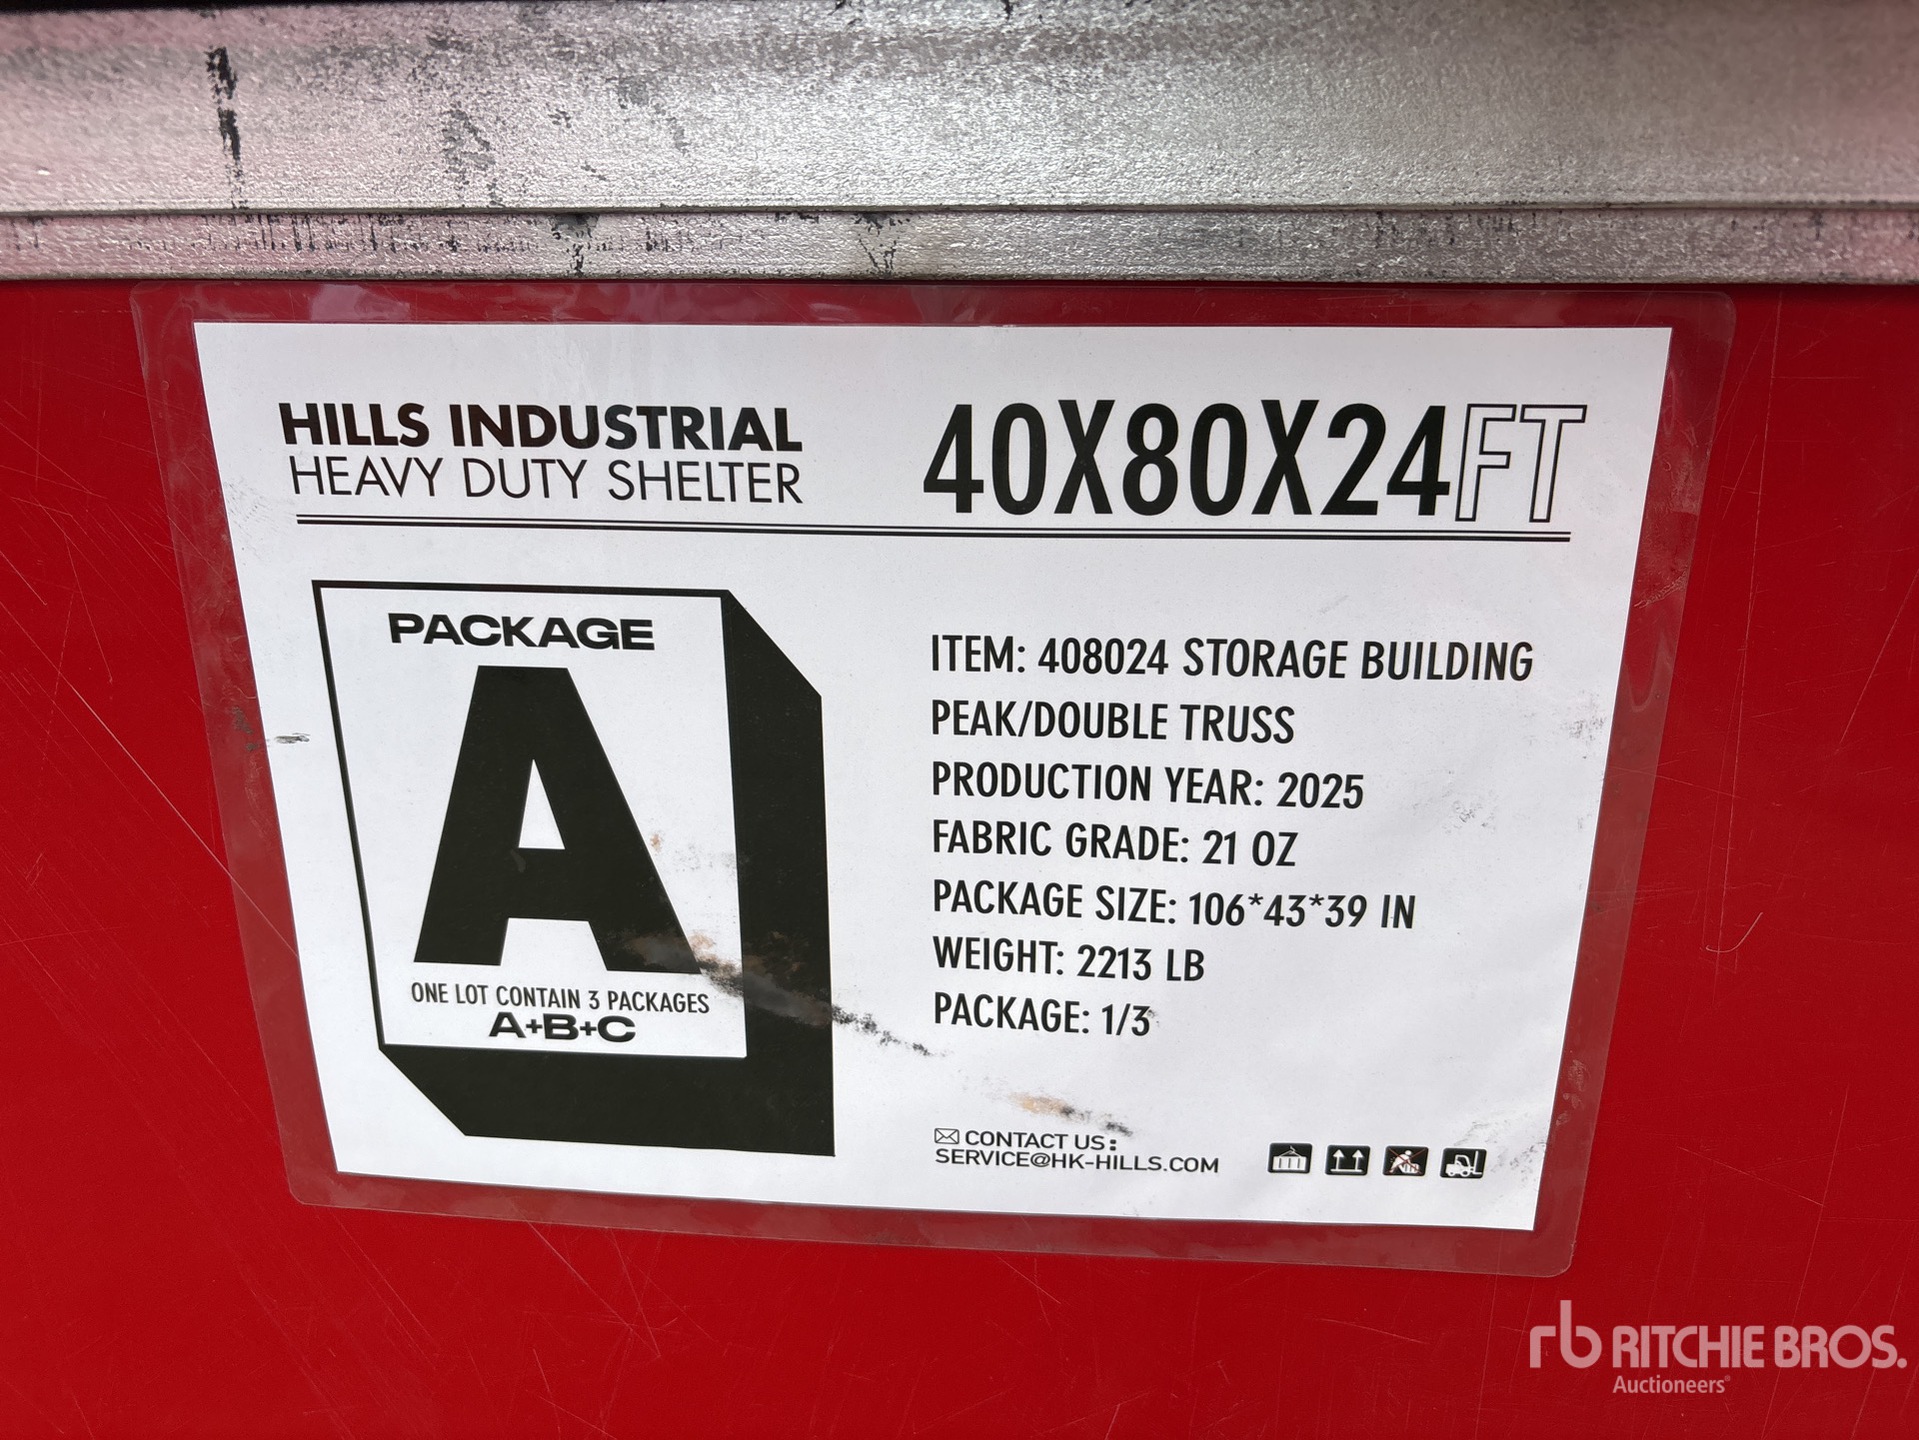 HILLS INDUSTRIAL
HEAVY DUTY SHELTER
40X80X24FT
PACKAGE
A
ONE LOT CONTAIN 3 PACKAGES
A+B+C
ITEM: 408024 STORAGE BUILDING
PEAK/DOUBLE TRUSS
PRODUCTION YEAR: 2025
FABRIC GRADE: 21 OZ
PACKAGE SIZE: 106*43*39 IN
WEIGHT: 2213 LB
PACKAGE: 1/3
CONTACT US:
SERVICE@HK-HILLS.COM
rb RITCHIE BROS.
Auctioneers®